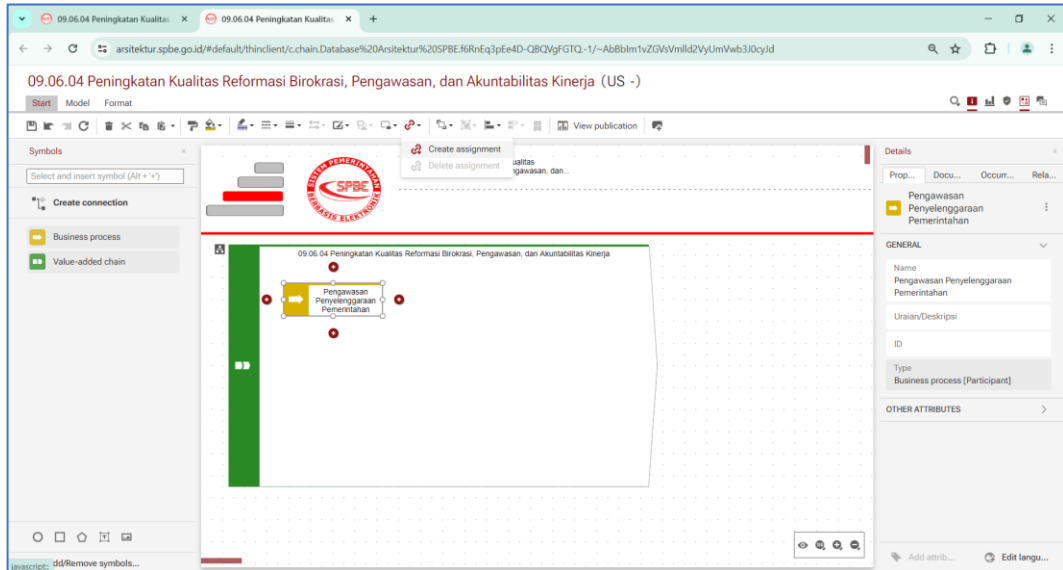 09.06.04 Peningkatan Kualitas
09.06.04 Peningkatan Kualitas
arsitektur.spbe.go.id/#default/thinclient/c.chain.Database%20Arsitektur%20SPBE.f6RnEq3pEe4D-QBQVgFGTQ.-1/~AbBbIm1vZGVsVmlld2VyUmVwb3J0cyJd
09.06.04 Peningkatan Kualitas Reformasi Birokrasi, Pengawasan, dan Akuntabilitas Kinerja (US -)
Start Model Format
View publication
Symbols
Select and insert symbol (Alt + '+')
Create connection
Business process
Value-added chain
dd/Remove symbols...
javascript:;
Create assignment
Delete assignment
ualitas
ngawasan, dan...
SISTEM PEMERINTAHAN
SPBE
BERBASIS ELEKTRONIK
09.06.04 Peningkatan Kualitas Reformasi Birokrasi, Pengawasan, dan Akuntabilitas Kinerja
Pengawasan
Penyelenggaraan
Pemerintahan
Details
Prop... Docu... Occurr... Rela...
Pengawasan
Penyelenggaraan
Pemerintahan
GENERAL
Name
Pengawasan Penyelenggaraan
Pemerintahan
Uraian/Deskripsi
ID
Type
Business process [Participant]
OTHER ATTRIBUTES
Add attrib...
Edit langu...